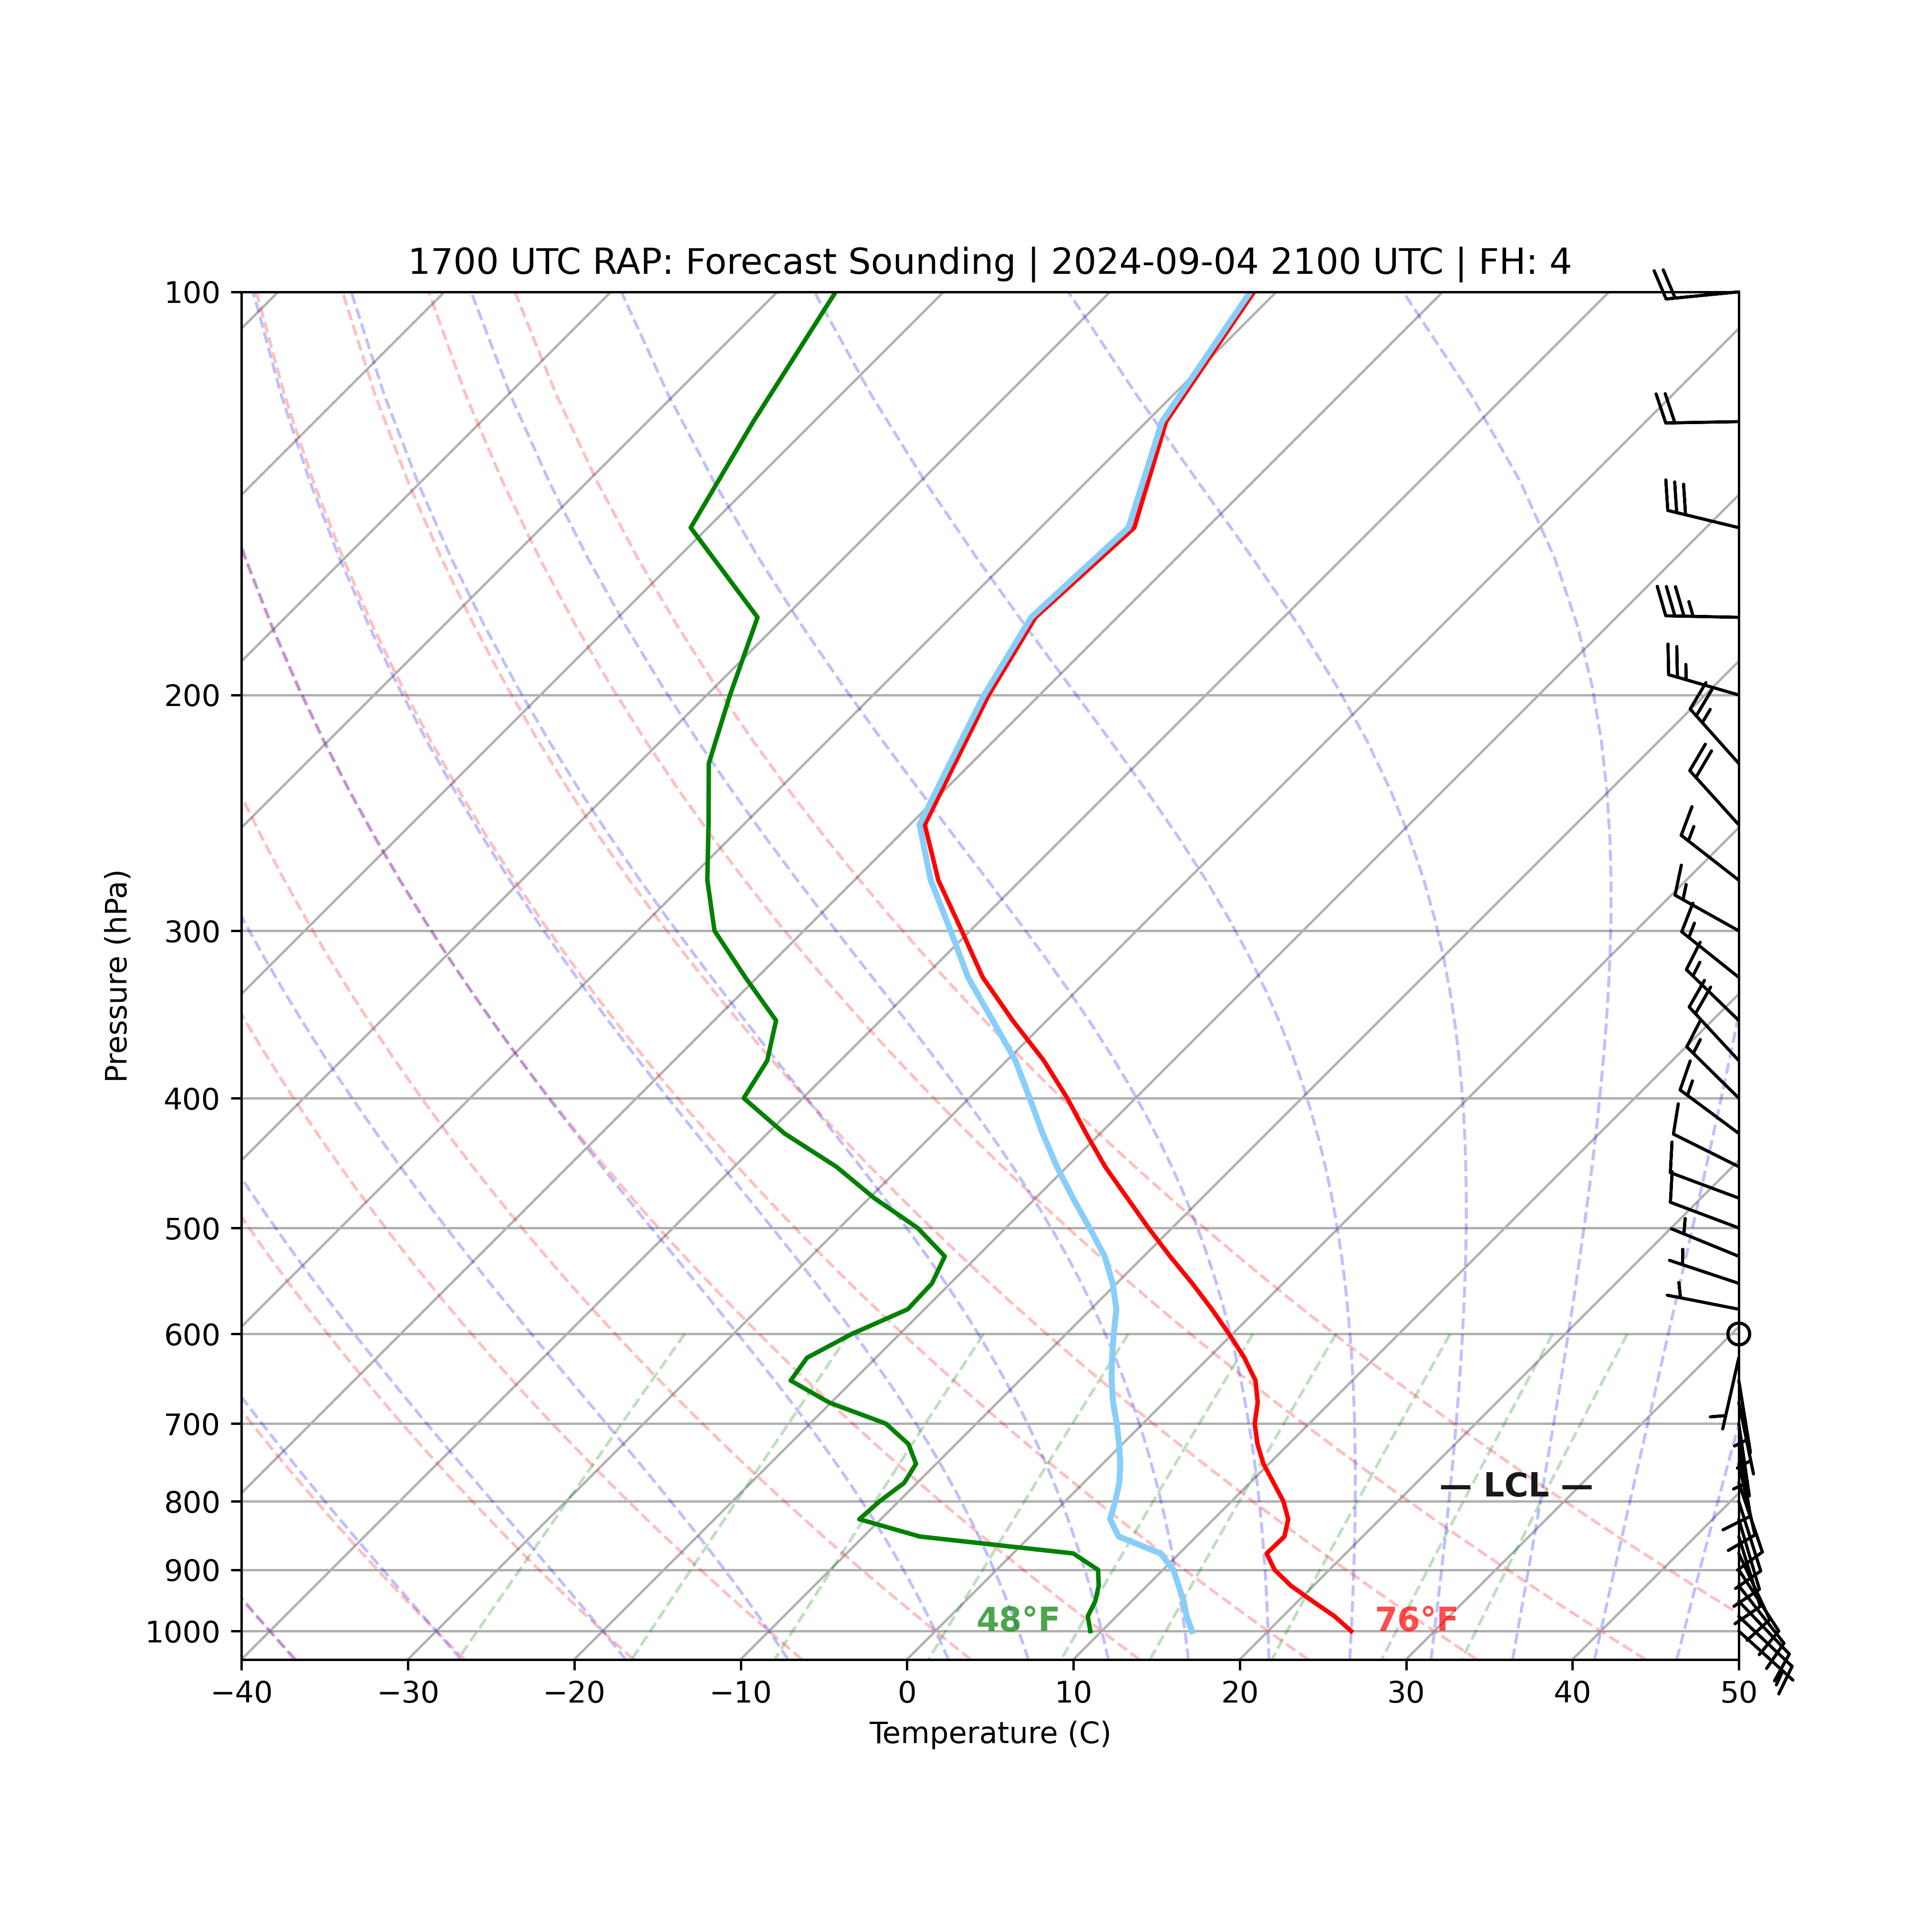 1700 UTC RAP: Forecast Sounding | 2024-09-04 2100 UTC | FH: 4
100
200
300
400
500
600
700
800
900
1000
Pressure (hPa)
— LCL —
48°F
76°F
−40 −30 −20 −10 0 10 20 30 40 50
Temperature (C)